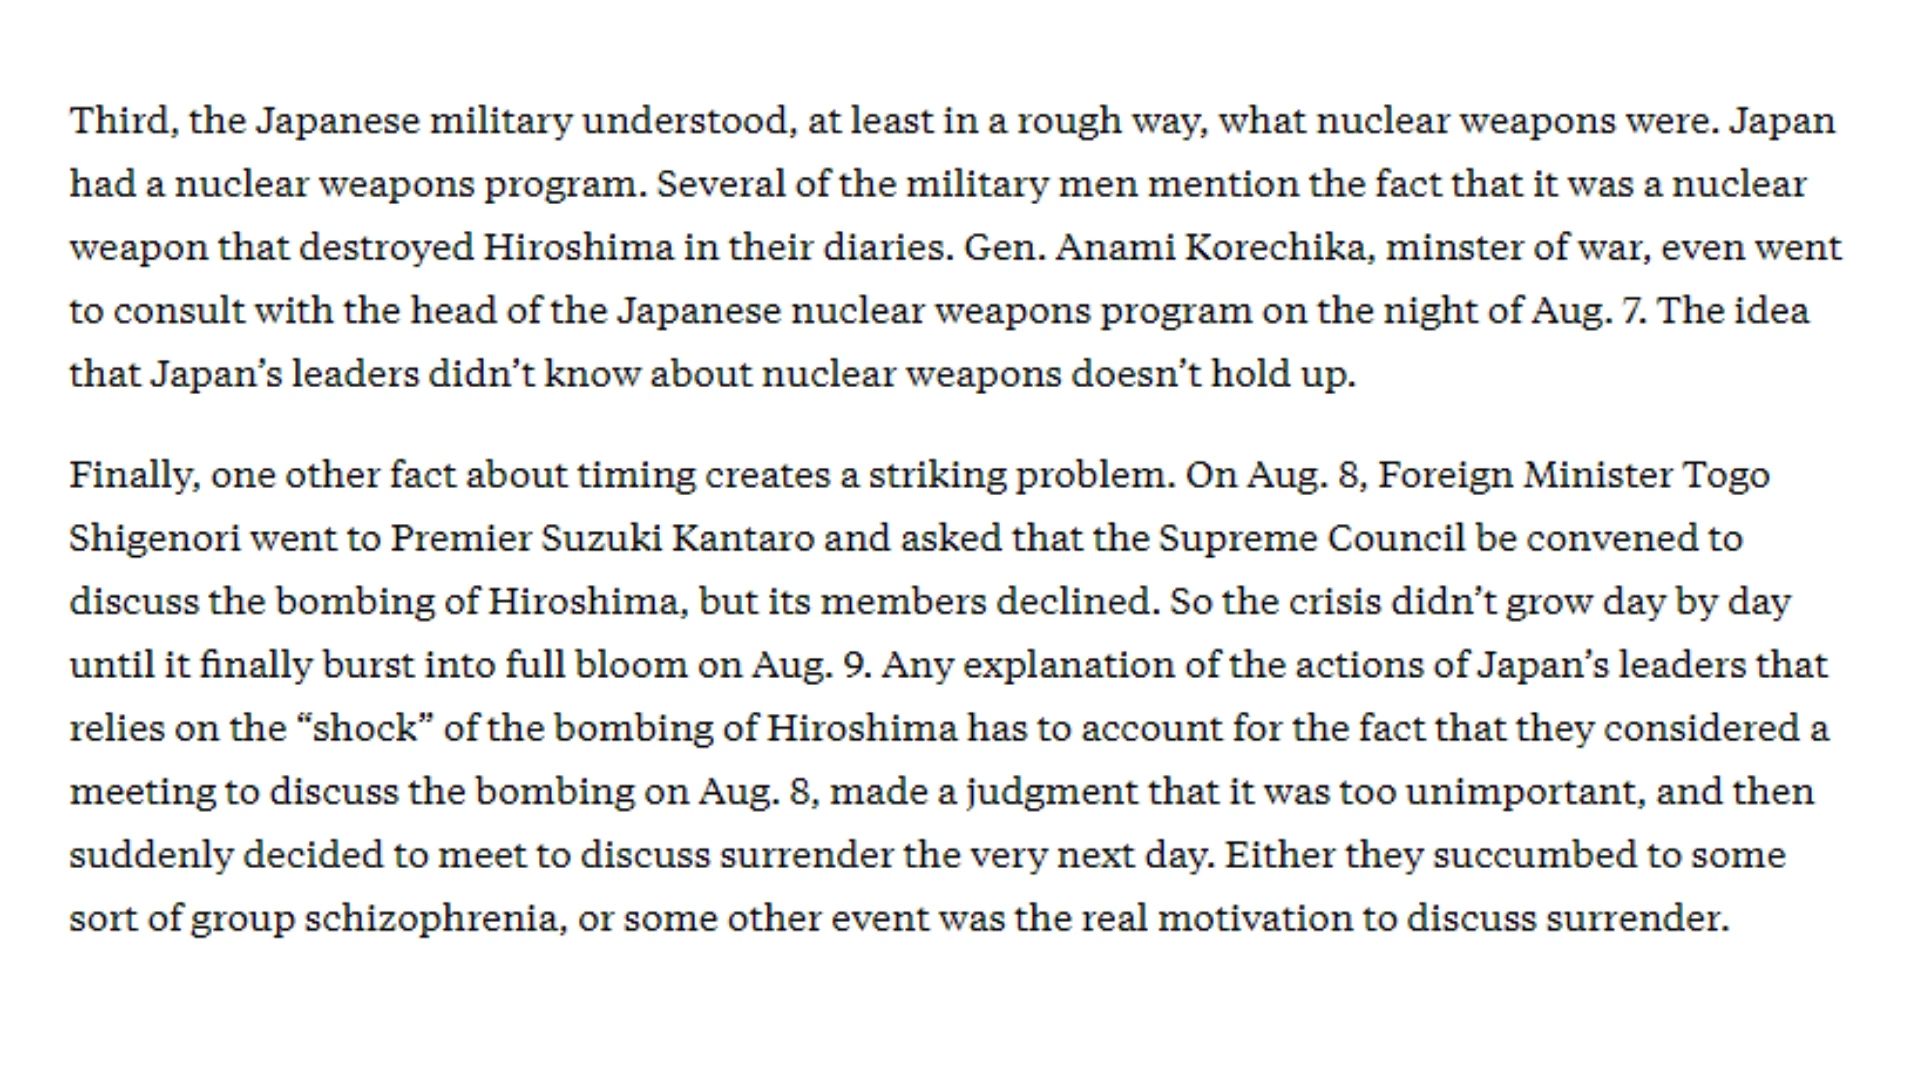 Third, the Japanese military understood, at least in a rough way, what nuclear weapons were. Japan
had a nuclear weapons program. Several of the military men mention the fact that it was a nuclear
weapon that destroyed Hiroshima in their diaries. Gen. Anami Korechika, minster of war, even went
to consult with the head of the Japanese nuclear weapons program on the night of Aug. 7. The idea
that Japan’s leaders didn’t know about nuclear weapons doesn’t hold up.
Finally, one other fact about timing creates a striking problem. On Aug. 8, Foreign Minister Togo
Shigenori went to Premier Suzuki Kantaro and asked that the Supreme Council be convened to
discuss the bombing of Hiroshima, but its members declined. So the crisis didn’t grow day by day
until it finally burst into full bloom on Aug. 9. Any explanation of the actions of Japan’s leaders that
relies on the “shock” of the bombing of Hiroshima has to account for the fact that they considered a
meeting to discuss the bombing on Aug. 8, made a judgment that it was too unimportant, and then
suddenly decided to meet to discuss surrender the very next day. Either they succumbed to some
sort of group schizophrenia, or some other event was the real motivation to discuss surrender.